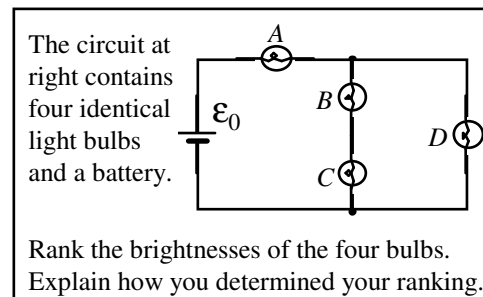 The circuit at
right contains
four identical
light bulbs
and a battery.
A
B
ε0
D
C
Rank the brightnesses of the four bulbs.
Explain how you determined your ranking.